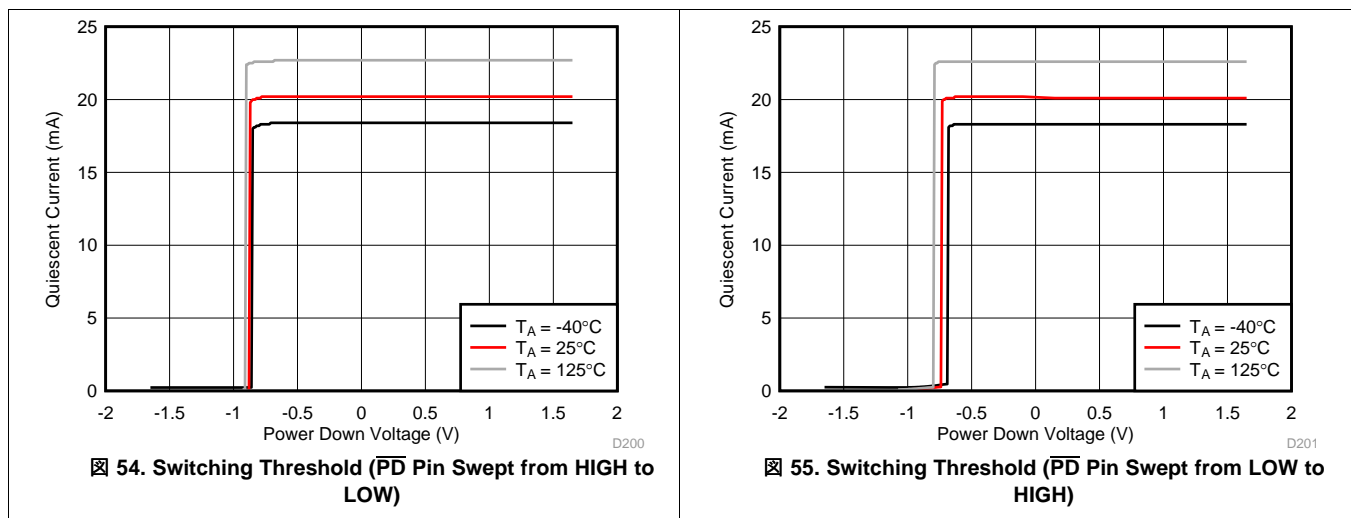 25
20
15
10
5
0
Quiescent Current (mA)
-2 -1.5 -1 -0.5 0 0.5 1 1.5 2
Power Down Voltage (V)
T_A = -40°C
T_A = 25°C
T_A = 125°C
D200
図 54. Switching Threshold (P̅D̅ Pin Swept from HIGH to
LOW)
25
20
15
10
5
0
Quiescent Current (mA)
-2 -1.5 -1 -0.5 0 0.5 1 1.5 2
Power Down Voltage (V)
T_A = -40°C
T_A = 25°C
T_A = 125°C
D201
図 55. Switching Threshold (P̅D̅ Pin Swept from LOW to
HIGH)